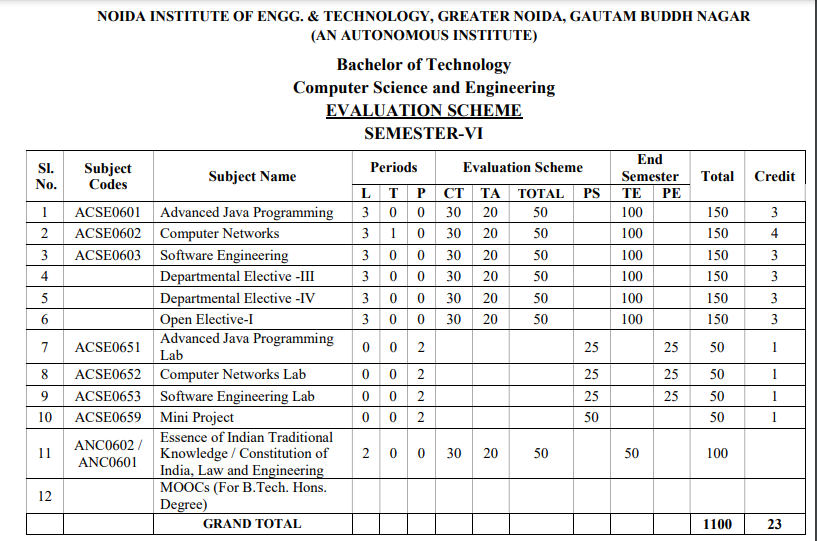 NOIDA INSTITUTE OF ENGG. & TECHNOLOGY, GREATER NOIDA, GAUTAM BUDDH NAGAR
(AN AUTONOMOUS INSTITUTE)
Bachelor of Technology
Computer Science and Engineering
EVALUATION SCHEME
SEMESTER-VI
Sl. No. Subject Codes Subject Name Periods Evaluation Scheme End Semester Total Credit
L T P CT TA TOTAL PS TE PE
1 ACSE0601 Advanced Java Programming 3 0 0 30 20 50 100 150 3
2 ACSE0602 Computer Networks 3 1 0 30 20 50 100 150 4
3 ACSE0603 Software Engineering 3 0 0 30 20 50 100 150 3
4 Departmental Elective -III 3 0 0 30 20 50 100 150 3
5 Departmental Elective -IV 3 0 0 30 20 50 100 150 3
6 Open Elective-I 3 0 0 30 20 50 100 150 3
7 ACSE0651 Advanced Java Programming Lab 0 0 2 25 25 50 1
8 ACSE0652 Computer Networks Lab 0 0 2 25 25 50 1
9 ACSE0653 Software Engineering Lab 0 0 2 25 25 50 1
10 ACSE0659 Mini Project 0 0 2 50 50 1
11 ANC0602 / ANC0601 Essence of Indian Traditional Knowledge / Constitution of India, Law and Engineering 2 0 0 30 20 50 50 100
12 MOOCs (For B.Tech. Hons. Degree)
GRAND TOTAL 1100 23